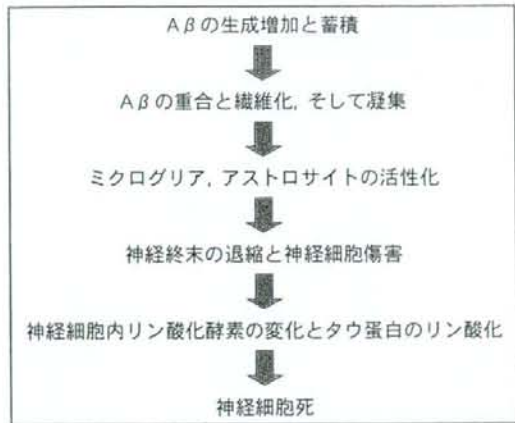 Aβの生成増加と蓄積
Aβの重合と繊維化, そして凝集
ミクログリア, アストロサイトの活性化
神経終末の退縮と神経細胞傷害
神経細胞内リン酸化酵素の変化とタウ蛋白のリン酸化
神経細胞死